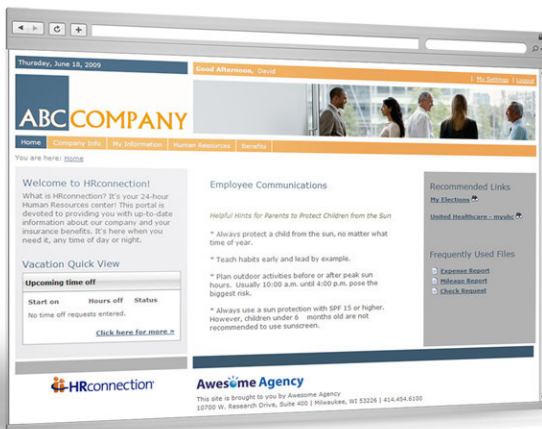 Thursday, June 18, 2009
Good Afternoon, David
| My Settings | Logout
ABC COMPANY
Home
Company Info
My Information
Human Resources
Benefits
You are here: Home
Welcome to HRconnection!
What is HRconnection? It's your 24-hour
Human Resources center! This portal is
devoted to providing you with up-to-date
information about our company and your
insurance benefits. It's here when you
need it, any time of day or night.
Vacation Quick View
Upcoming time off
Start on Hours off Status
No time off requests entered.
Click here for more »
Employee Communications
Helpful Hints for Parents to Protect Children from the Sun
* Always protect a child from the sun, no matter what
time of year.
* Teach habits early and lead by example.
* Plan outdoor activities before or after peak sun
hours. Usually 10:00 a.m. until 4:00 p.m. pose the
biggest risk.
* Always use a sun protection with SPF 15 or higher.
However, children under 6 months old are not
recommended to use sunscreen.
Recommended Links
My Elections
United Healthcare - myuhc
Frequently Used Files
Expense Report
Mileage Report
Check Request
HRconnection
Awesome Agency
This site is brought to you by Awesome Agency
10700 W. Research Drive, Suite 400 | Milwaukee, WI 53226 | 414.454.6100